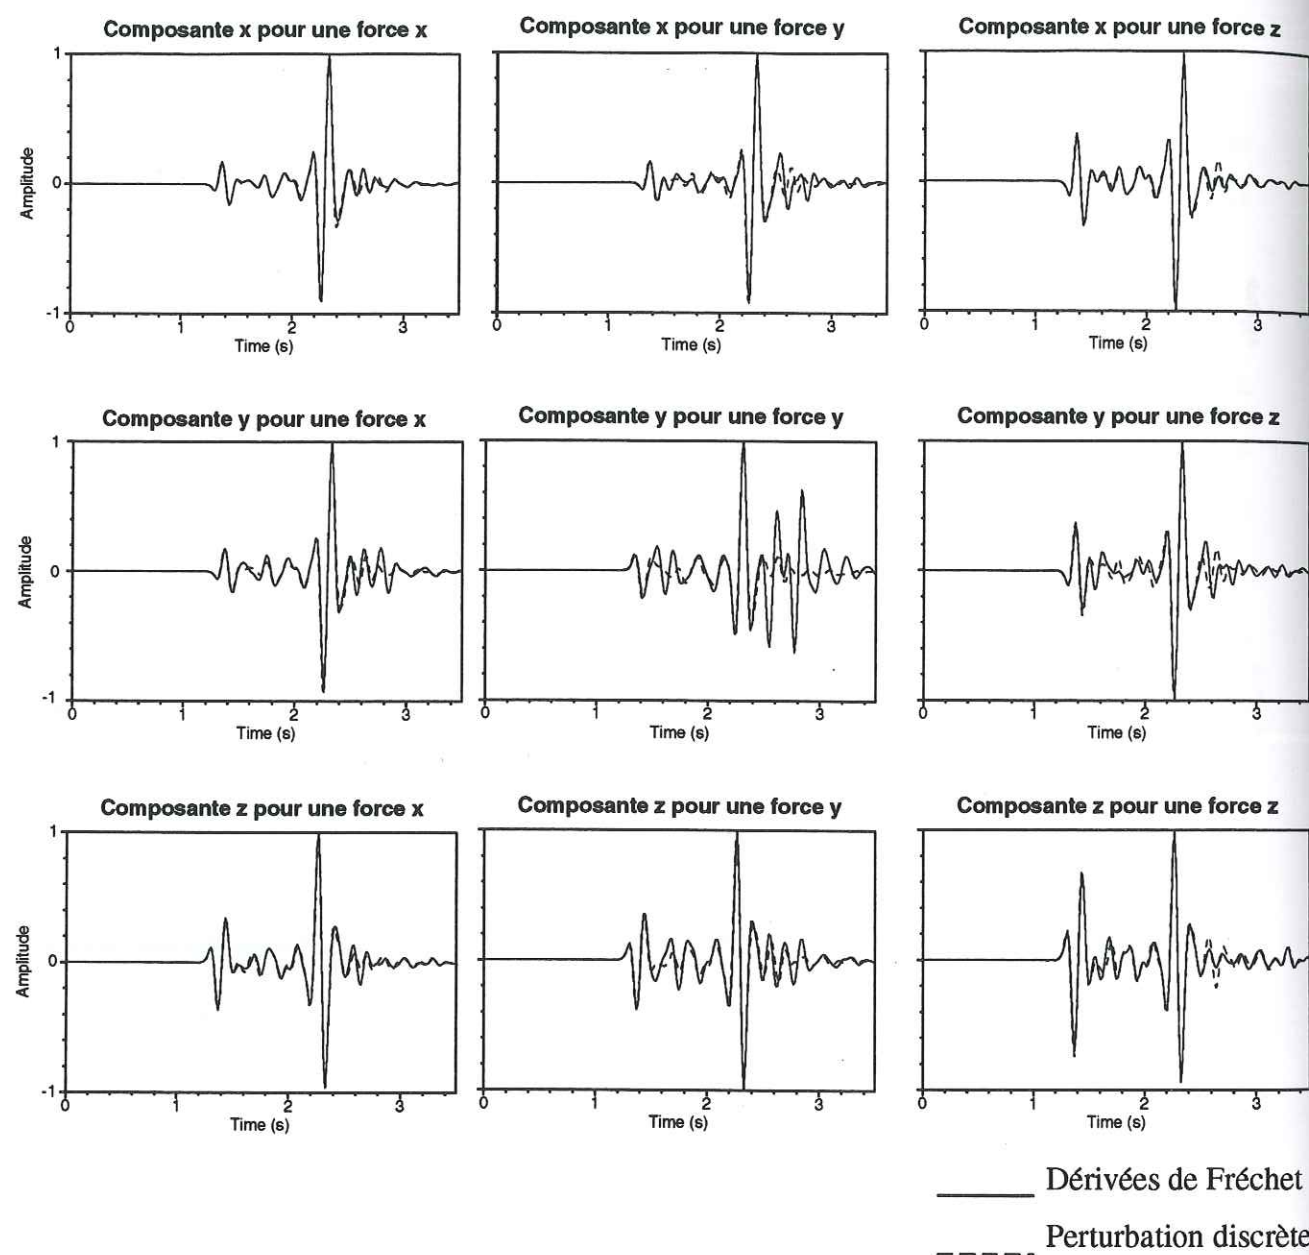 Composante x pour une force x
Composante x pour une force y
Composante x pour une force z
1
0
-1
Amplitude
0 1 2 3
Time (s)
0 1 2 3
Time (s)
0 1 2 3
Time (s)
Composante y pour une force x
Composante y pour une force y
Composante y pour une force z
1
0
-1
Amplitude
0 1 2 3
Time (s)
0 1 2 3
Time (s)
0 1 2 3
Time (s)
Composante z pour une force x
Composante z pour une force y
Composante z pour une force z
1
0
-1
Amplitude
0 1 2 3
Time (s)
0 1 2 3
Time (s)
0 1 2 3
Time (s)
Dérivées de Fréchet
Perturbation discrète